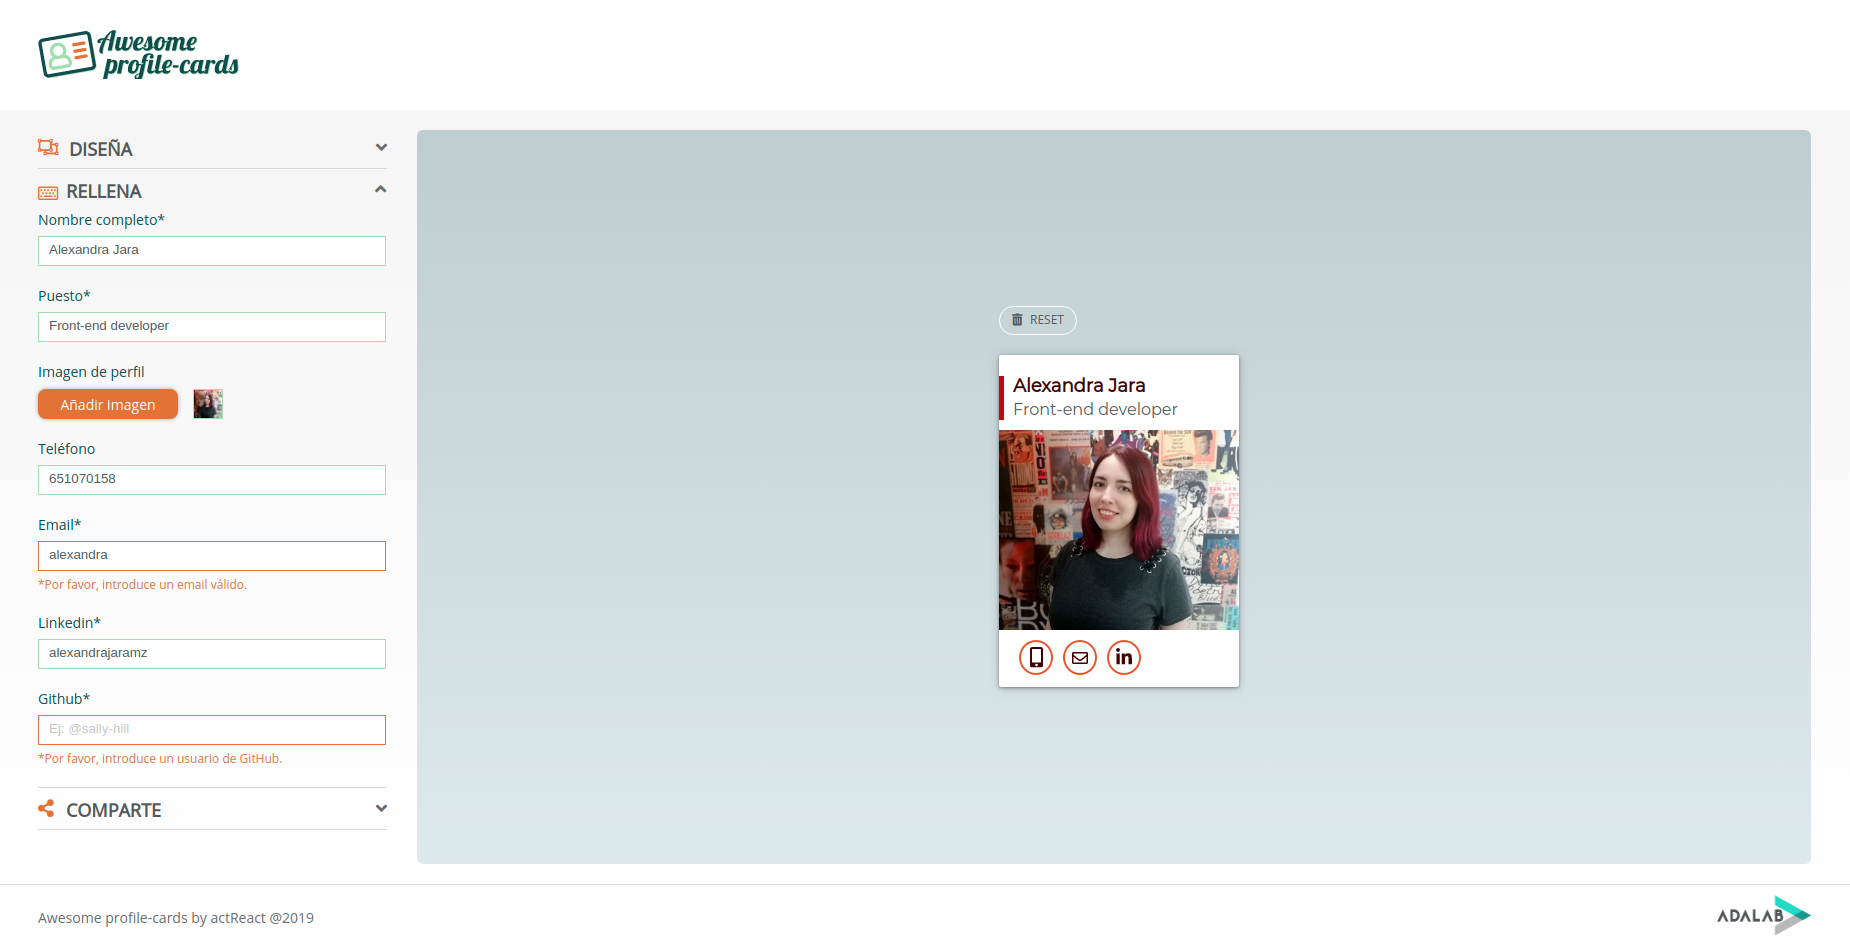 Awesome
profile-cards
DISEÑA
RELLENA
Nombre completo*
Alexandra Jara
Puesto*
Front-end developer
Imagen de perfil
Añadir Imagen
Teléfono
651070158
Email*
alexandra
*Por favor, introduce un email válido.
Linkedin*
alexandrajaramz
Github*
Ej: @sally-hill
*Por favor, introduce un usuario de GitHub.
COMPARTE
RESET
Alexandra Jara
Front-end developer
in
Awesome profile-cards by actReact @2019
ADALAB